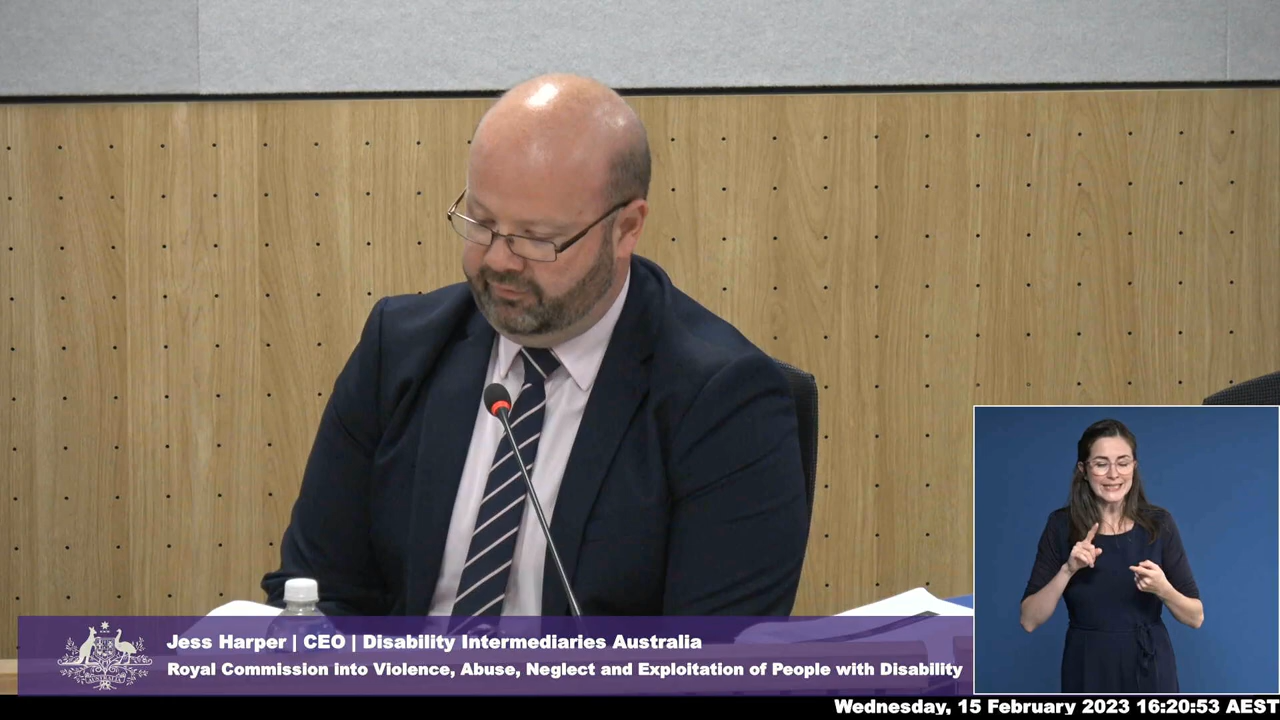 Jess Harper | CEO | Disability Intermediaries Australia
Royal Commission into Violence, Abuse, Neglect and Exploitation of People with Disability
Wednesday, 15 February 2023 16:20:53 AEST